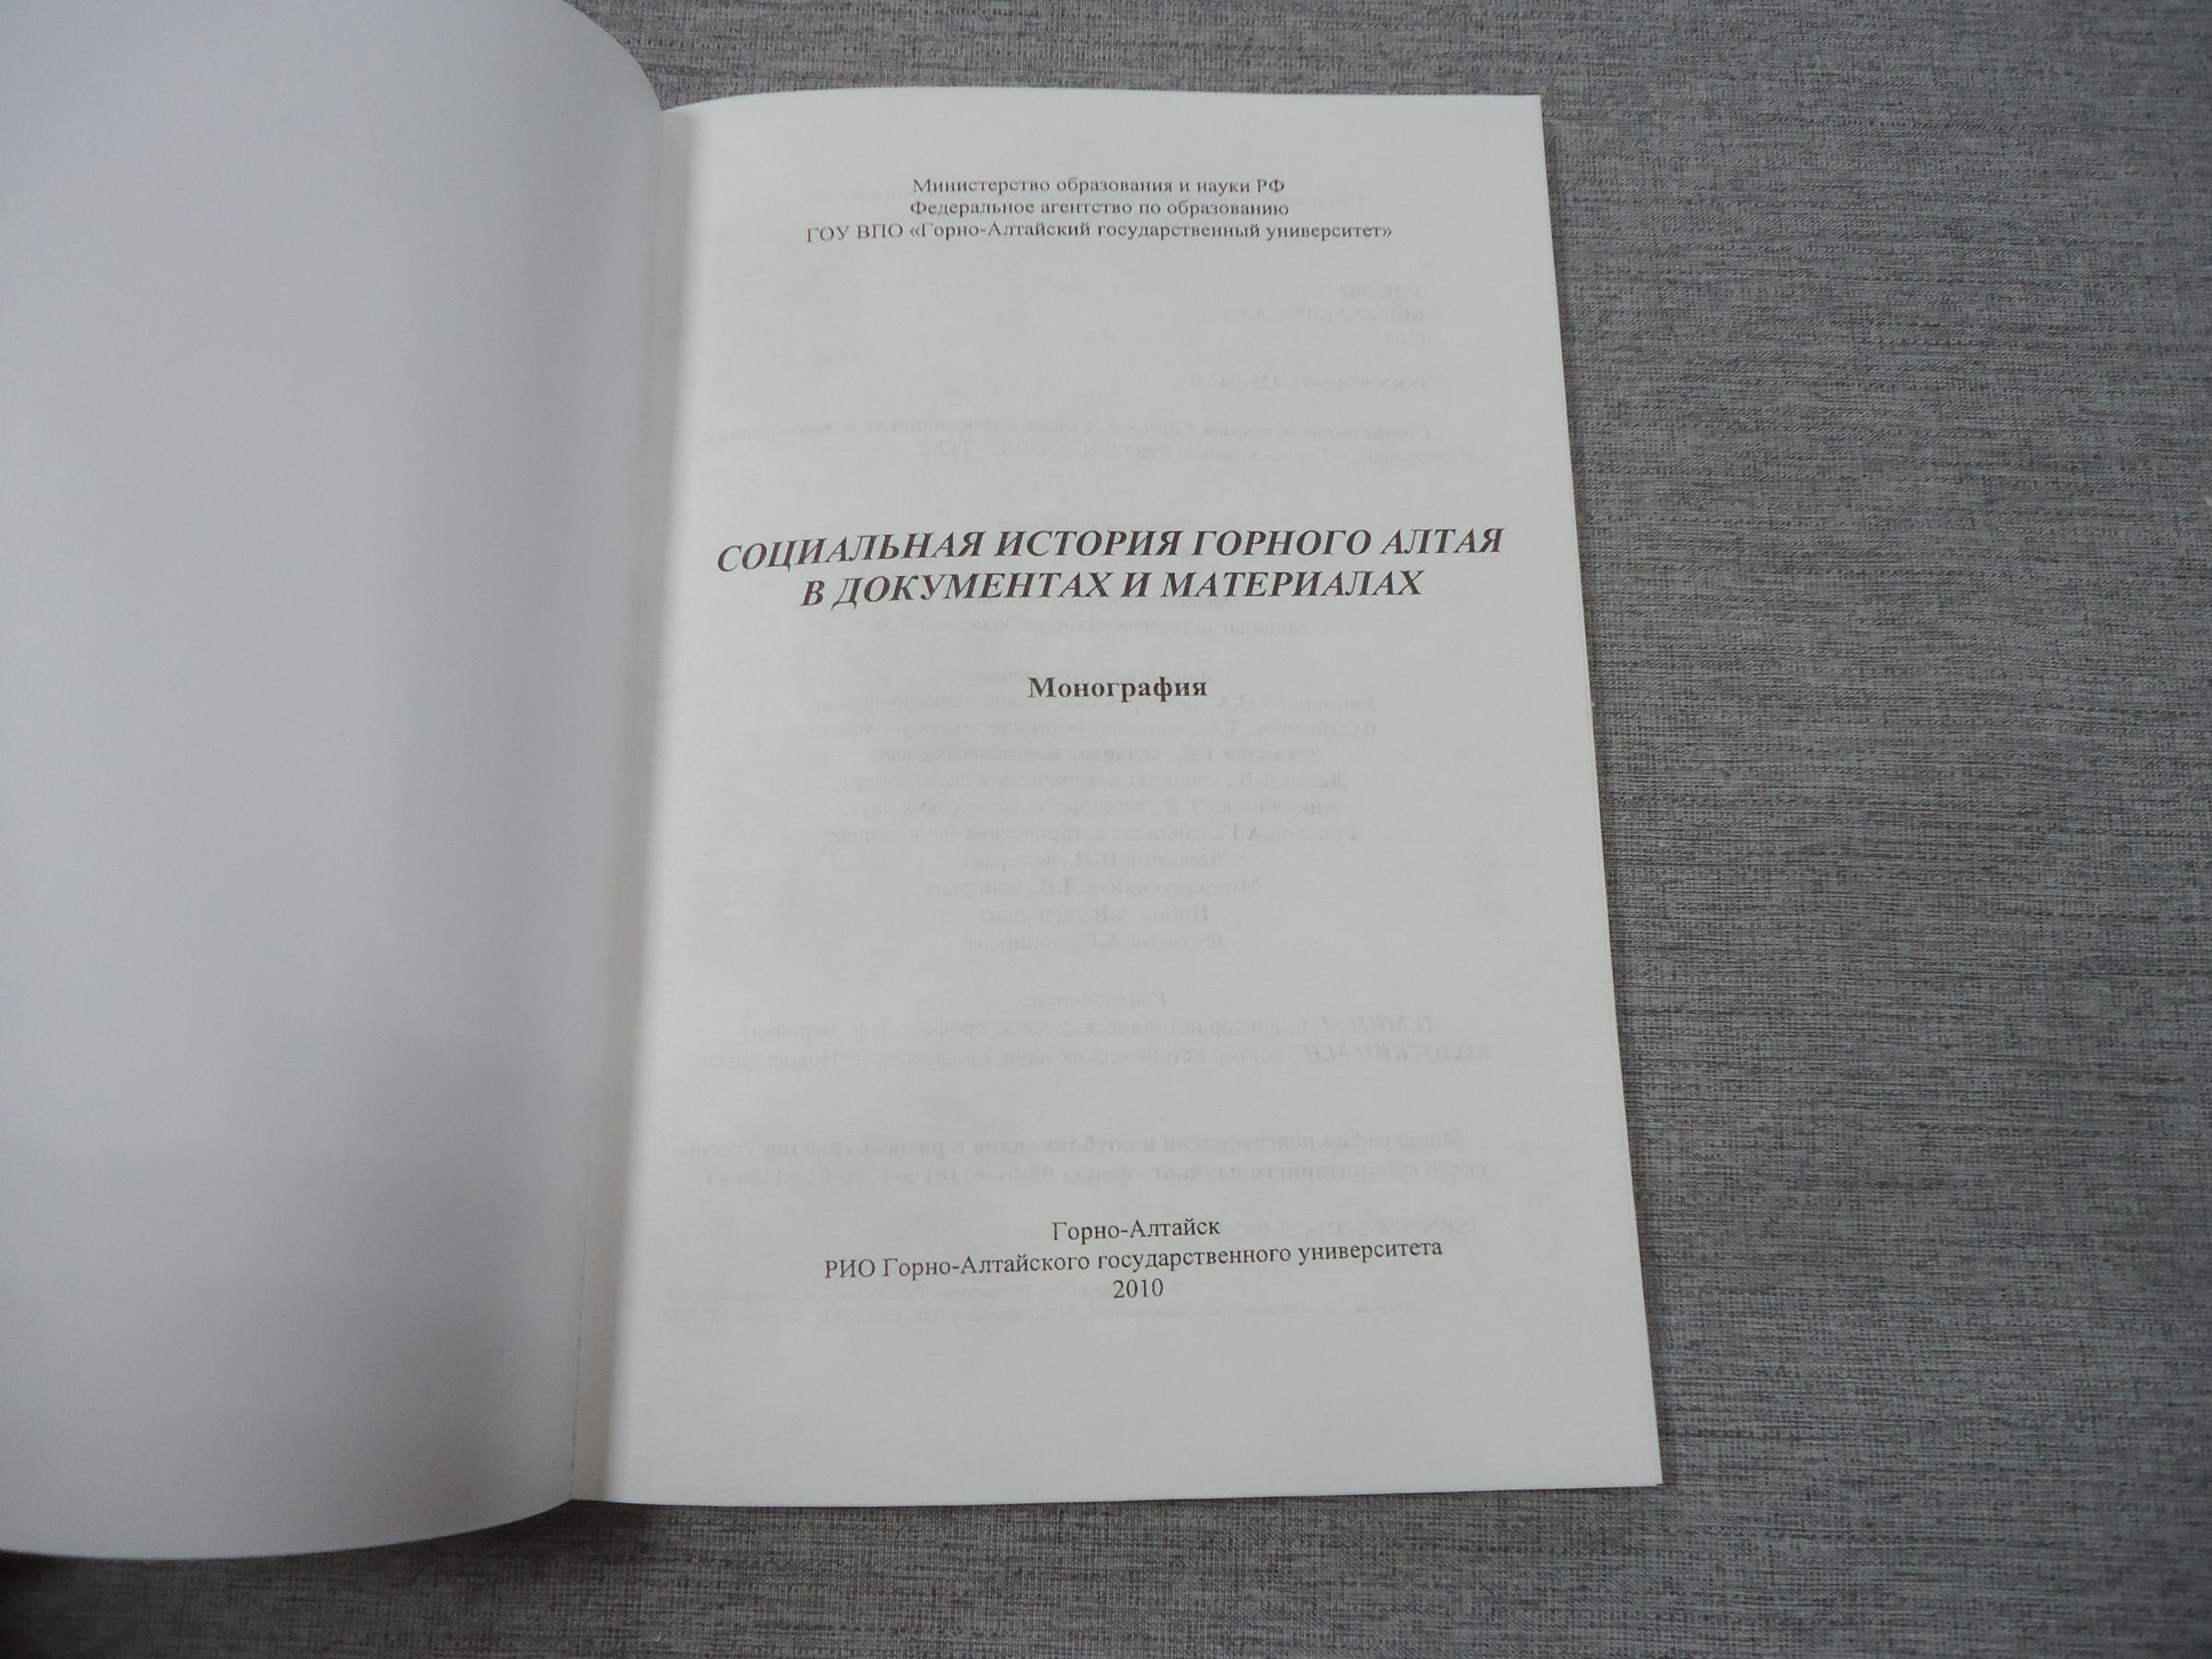 Министерство образования и науки РФ
Федеральное агентство по образованию
ГОУ ВПО «Горно-Алтайский государственный университет»
СОЦИАЛЬНАЯ ИСТОРИЯ ГОРНОГО АЛТАЯ
В ДОКУМЕНТАХ И МАТЕРИАЛАХ
Монография
Горно-Алтайск
РИО Горно-Алтайского государственного университета
2010